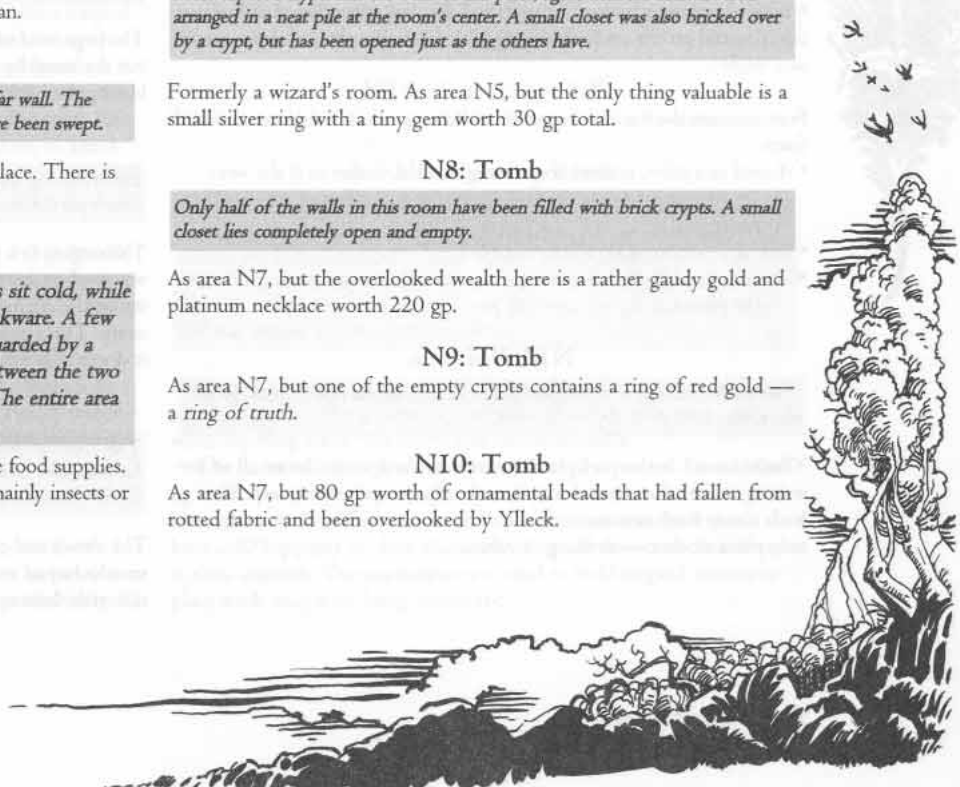 an.
far wall. The
re been swept.
lace. There is
s sit cold, while
kware. A few
uarded by a
etween the two
The entire area
e food supplies.
nainly insects or
arranged in a neat pile at the room's center. A small closet was also bricked over
by a crypt, but has been opened just as the others have.
Formerly a wizard's room. As area N5, but the only thing valuable is a
small silver ring with a tiny gem worth 30 gp total.
N8: Tomb
Only half of the walls in this room have been filled with brick crypts. A small
closet lies completely open and empty.
As area N7, but the overlooked wealth here is a rather gaudy gold and
platinum necklace worth 220 gp.
N9: Tomb
As area N7, but one of the empty crypts contains a ring of red gold —
a ring of truth.
N10: Tomb
As area N7, but 80 gp worth of ornamental beads that had fallen from
rotted fabric and been overlooked by Ylleck.